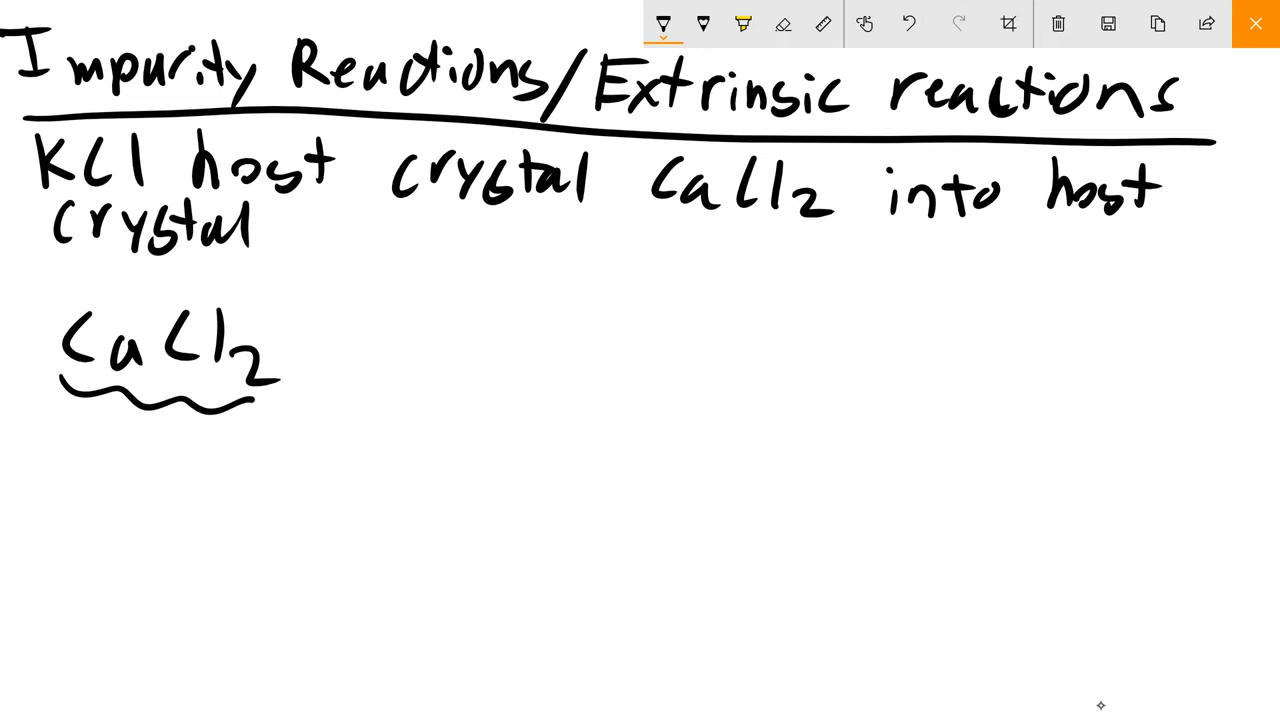 Impurity Reactions/Extrinsic reactions
KCl host crystal CaCl2 into host
crystal
CaCl2